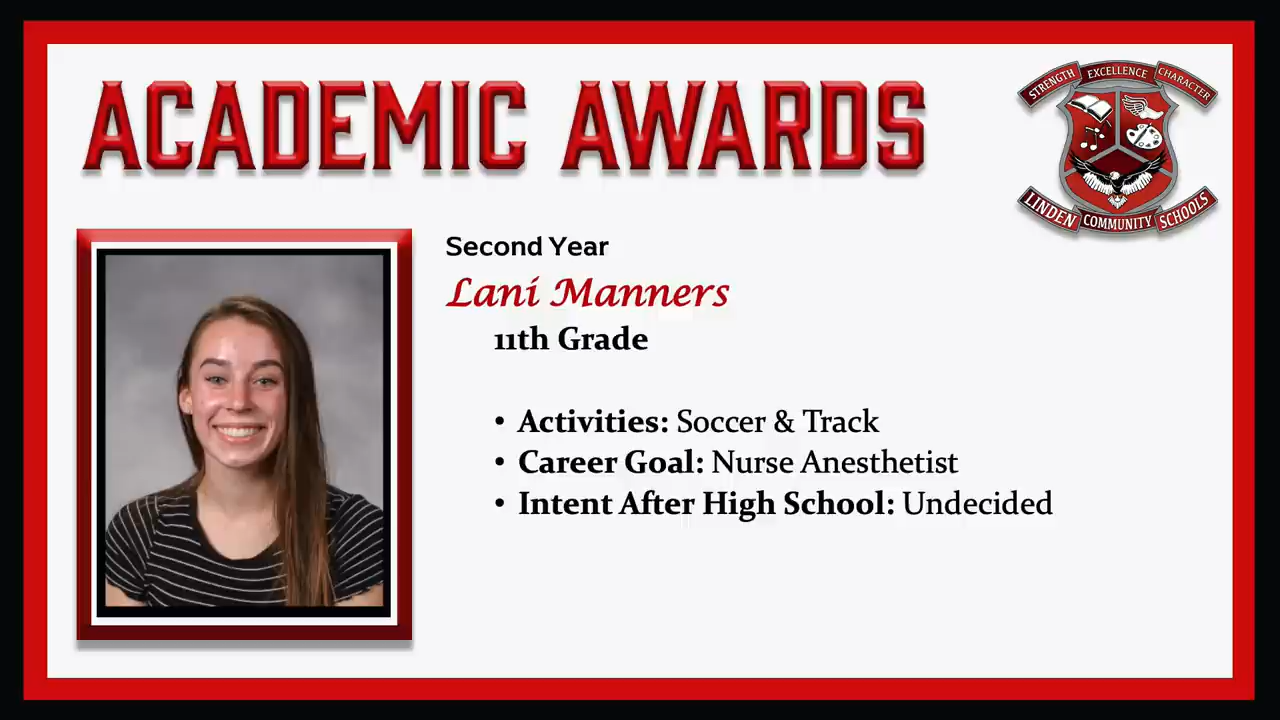 ACADEMIC AWARDS
STRENGTH EXCELLENCE CHARACTER
LINDEN COMMUNITY SCHOOLS
Second Year
Lani Manners
11th Grade
• Activities: Soccer & Track
• Career Goal: Nurse Anesthetist
• Intent After High School: Undecided